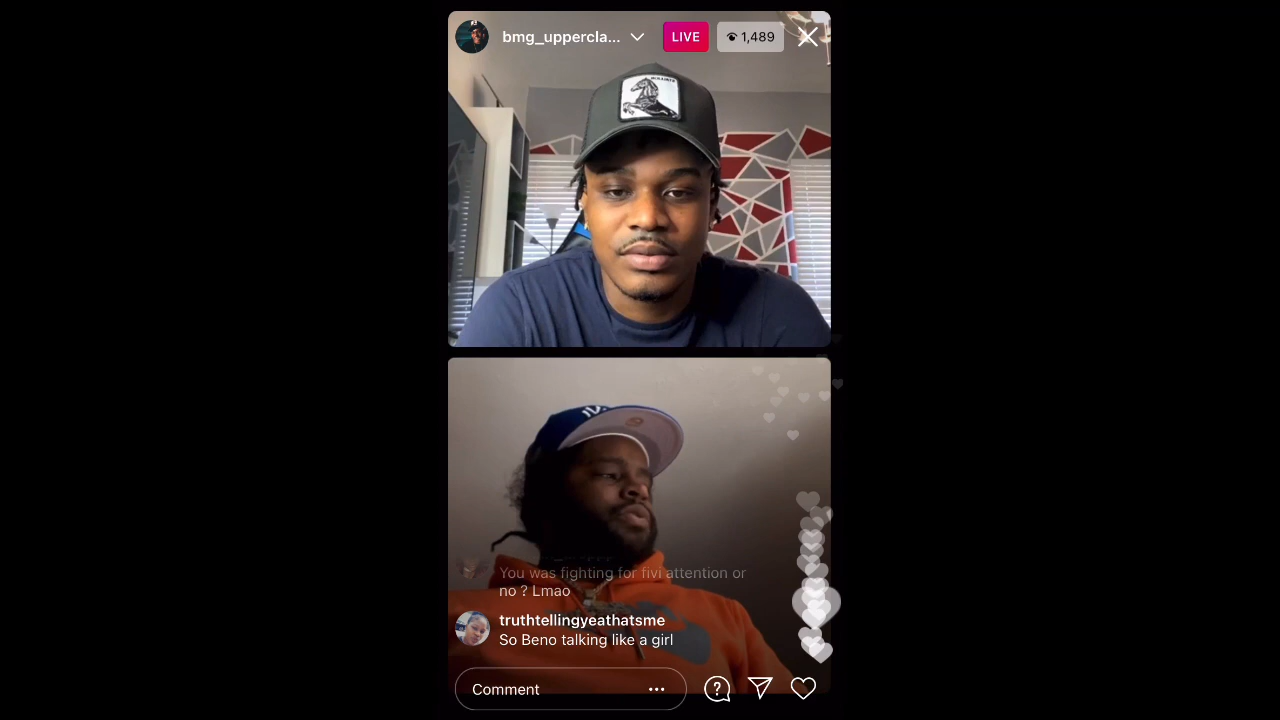 bmg_uppercla...
LIVE
1,489
You was fighting for fivi attention or
no ? Lmao
truthtellingyeathatsme
So Beno talking like a girl
Comment